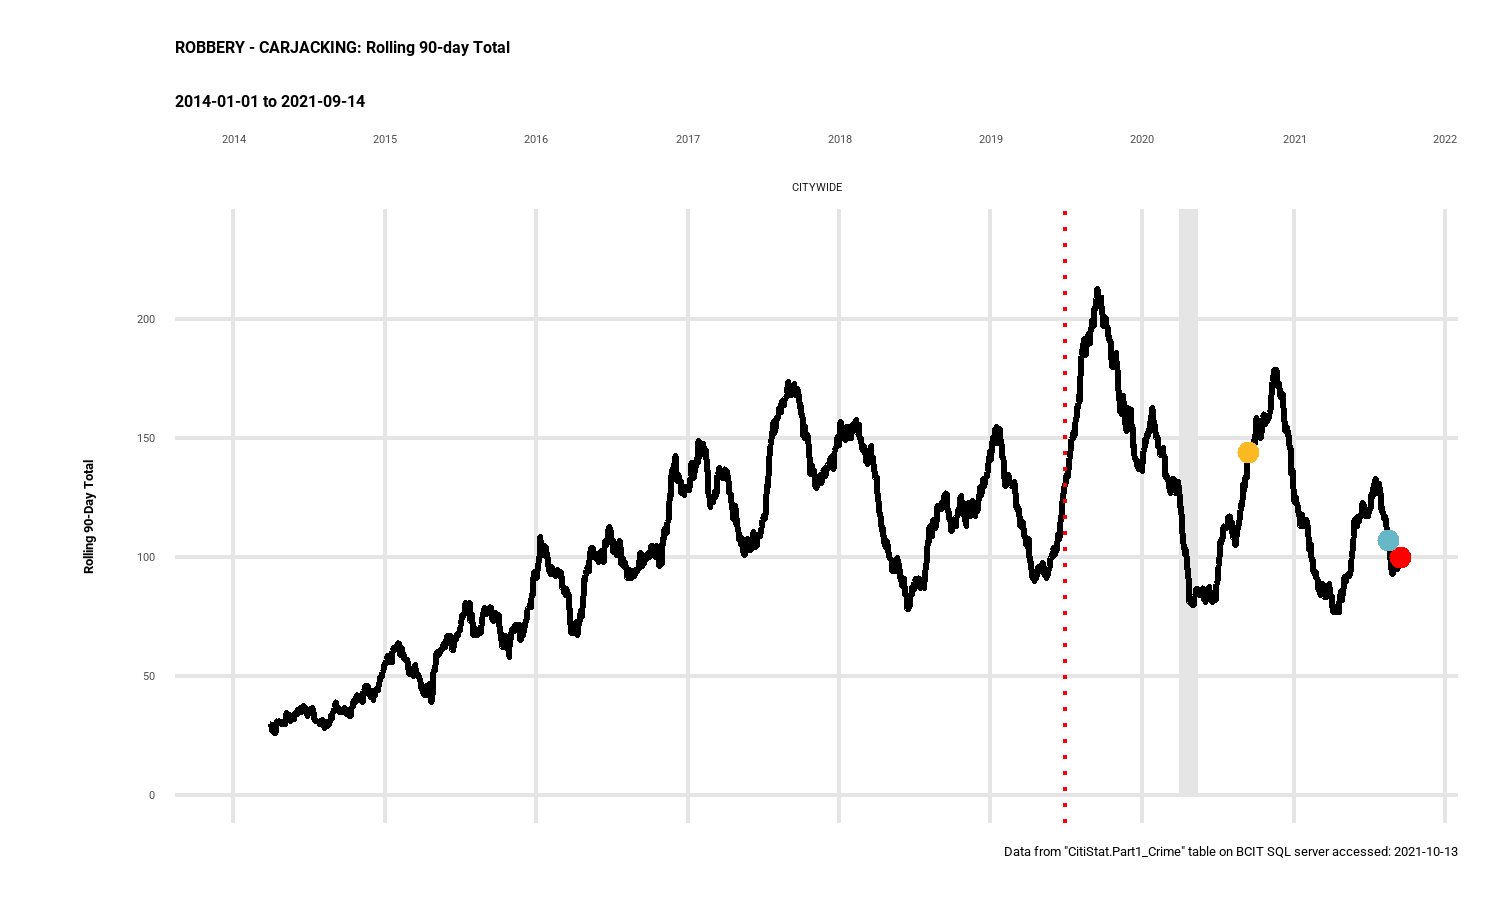 ROBBERY - CARJACKING: Rolling 90-day Total
2014-01-01 to 2021-09-14
2014 2015 2016 2017 2018 2019 2020 2021 2022
CITYWIDE
200
150
100
50
0
Rolling 90-Day Total
Data from "CitiStat.Part1_Crime" table on BCIT SQL server accessed: 2021-10-13